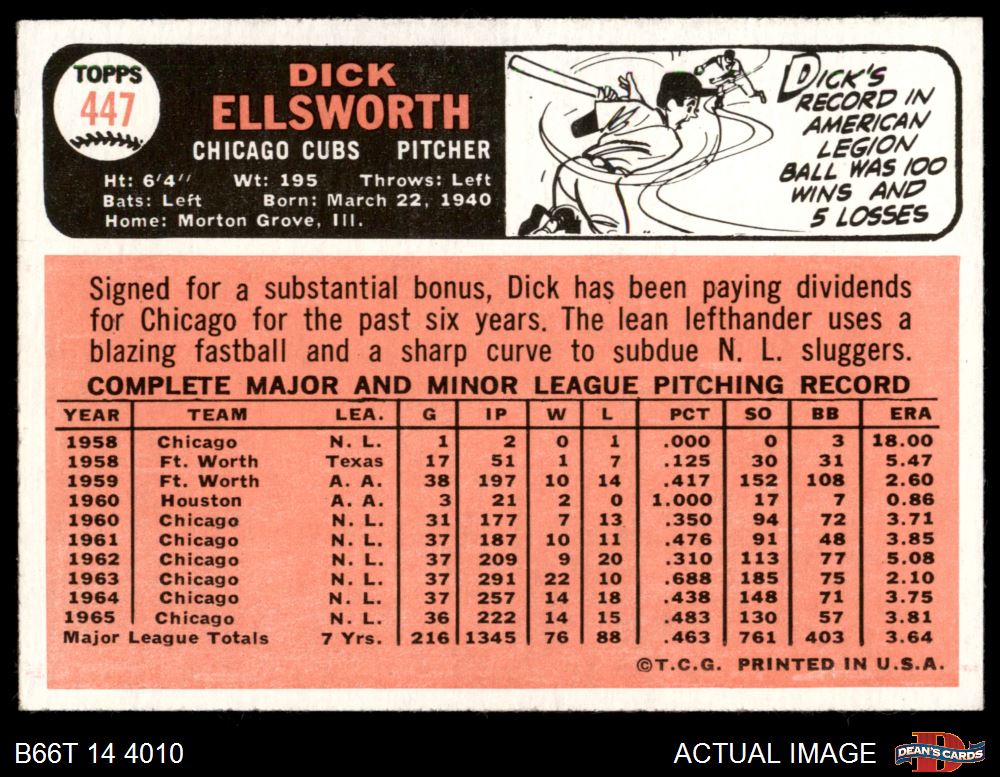 TOPPS
447
DICK
ELLSWORTH
CHICAGO CUBS PITCHER
Ht: 6'4" Wt: 195 Throws: Left
Bats: Left Born: March 22, 1940
Home: Morton Grove, Ill.
DICK'S
RECORD IN
AMERICAN
LEGION
BALL WAS 100
WINS AND
5 LOSSES
Signed for a substantial bonus, Dick has been paying dividends
for Chicago for the past six years. The lean lefthander uses a
blazing fastball and a sharp curve to subdue N. L. sluggers.
COMPLETE MAJOR AND MINOR LEAGUE PITCHING RECORD
YEAR TEAM LEA. G IP W L PCT SO BB ERA
1958 Chicago N. L. 1 2 0 1 .000 0 3 18.00
1958 Ft. Worth Texas 17 51 1 7 .125 30 31 5.47
1959 Ft. Worth A. A. 38 197 10 14 .417 152 108 2.60
1960 Houston A. A. 3 21 2 0 1.000 17 7 0.86
1960 Chicago N. L. 31 177 7 13 .350 94 72 3.71
1961 Chicago N. L. 37 187 10 11 .476 91 48 3.85
1962 Chicago N. L. 37 209 9 20 .310 113 77 5.08
1963 Chicago N. L. 37 291 22 10 .688 185 75 2.10
1964 Chicago N. L. 37 257 14 18 .438 148 71 3.75
1965 Chicago N. L. 36 222 14 15 .483 130 57 3.81
Major League Totals 7 Yrs. 216 1345 76 88 .463 761 403 3.64
©T.C.G. PRINTED IN U.S.A.
B66T 14 4010
ACTUAL IMAGE
DEAN'S CARDS